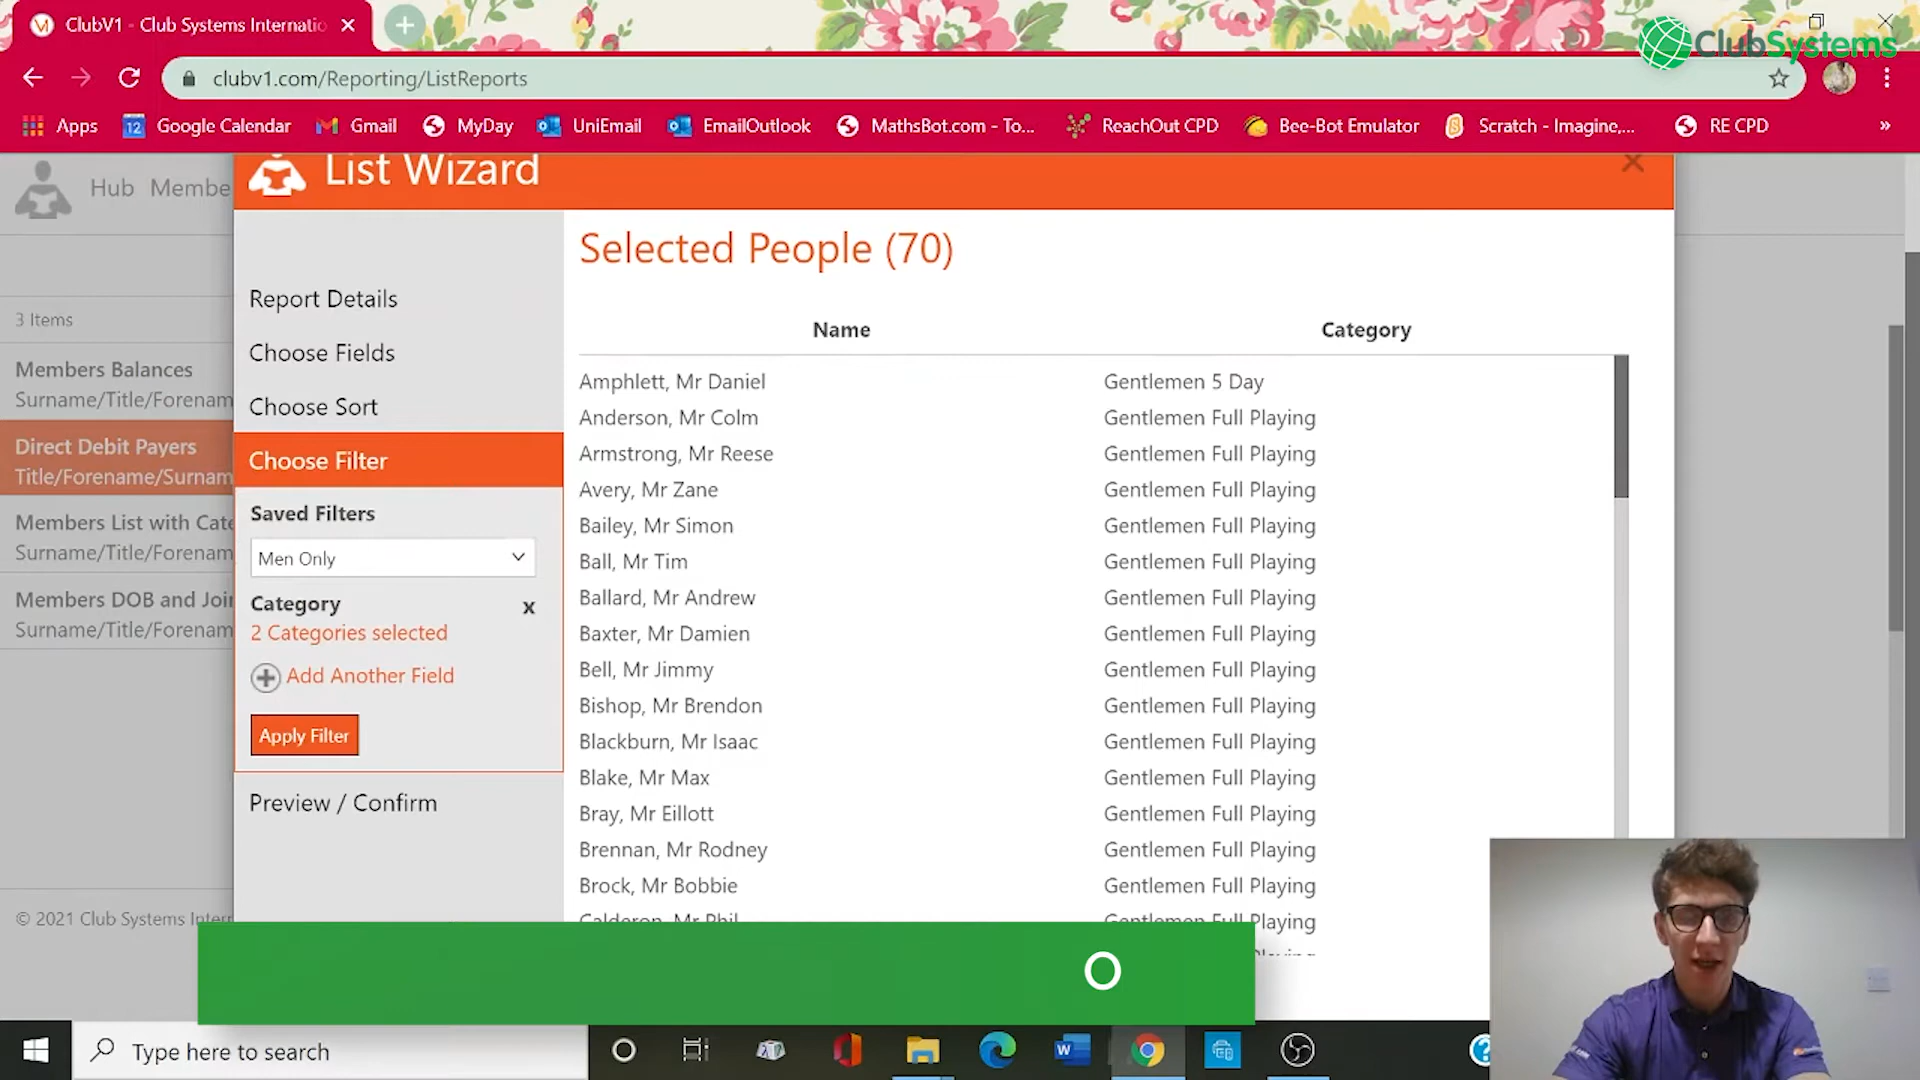 ClubV1 - Club Systems Internatio
ClubSystems
clubv1.com/Reporting/ListReports
Apps
12
Google Calendar
Gmail
MyDay
UniEmail
EmailOutlook
MathsBot.com - To...
ReachOut CPD
Bee-Bot Emulator
Scratch - Imagine,...
RE CPD
»
Hub
Membe
List Wizard
3 Items
Members Balances
Surname/Title/Forenam
Direct Debit Payers
Title/Forename/Surnam
Members List with Cate
Surname/Title/Forenam
Members DOB and Joi
Surname/Title/Forenam
© 2021 Club Systems Inter
Report Details
Choose Fields
Choose Sort
Choose Filter
Saved Filters
Men Only
Category
x
2 Categories selected
Add Another Field
Apply Filter
Preview / Confirm
Selected People (70)
Name Category
Amphlett, Mr Daniel Gentlemen 5 Day
Anderson, Mr Colm Gentlemen Full Playing
Armstrong, Mr Reese Gentlemen Full Playing
Avery, Mr Zane Gentlemen Full Playing
Bailey, Mr Simon Gentlemen Full Playing
Ball, Mr Tim Gentlemen Full Playing
Ballard, Mr Andrew Gentlemen Full Playing
Baxter, Mr Damien Gentlemen Full Playing
Bell, Mr Jimmy Gentlemen Full Playing
Bishop, Mr Brendon Gentlemen Full Playing
Blackburn, Mr Isaac Gentlemen Full Playing
Blake, Mr Max Gentlemen Full Playing
Bray, Mr Eillott Gentlemen Full Playing
Brennan, Mr Rodney Gentlemen Full Playing
Brock, Mr Bobbie Gentlemen Full Playing
Calderon, Mr Phil Gentlemen Full Playing
O
Type here to search